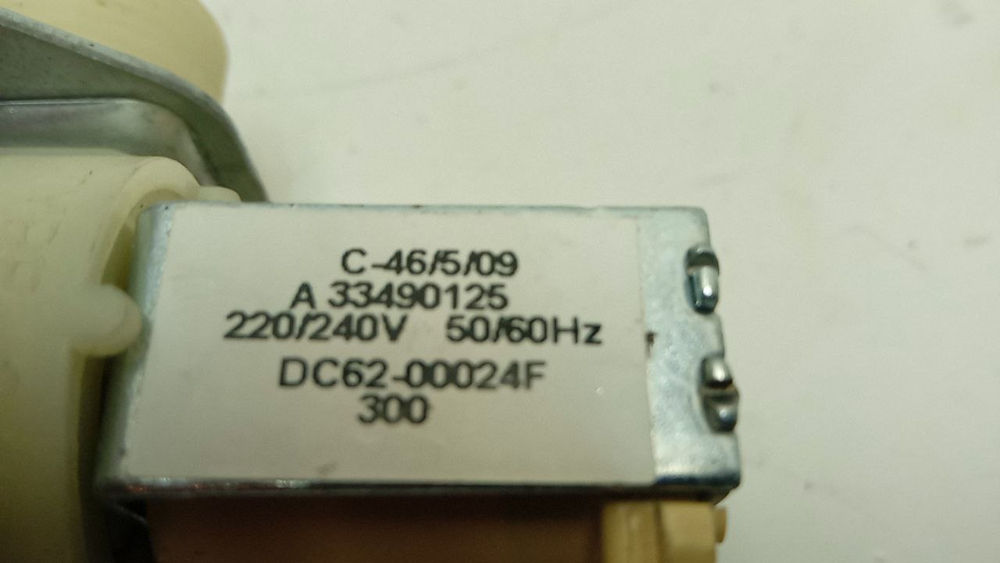 C-46/5/09
A 33490125
220/240V 50/60Hz
DC62-00024F
300